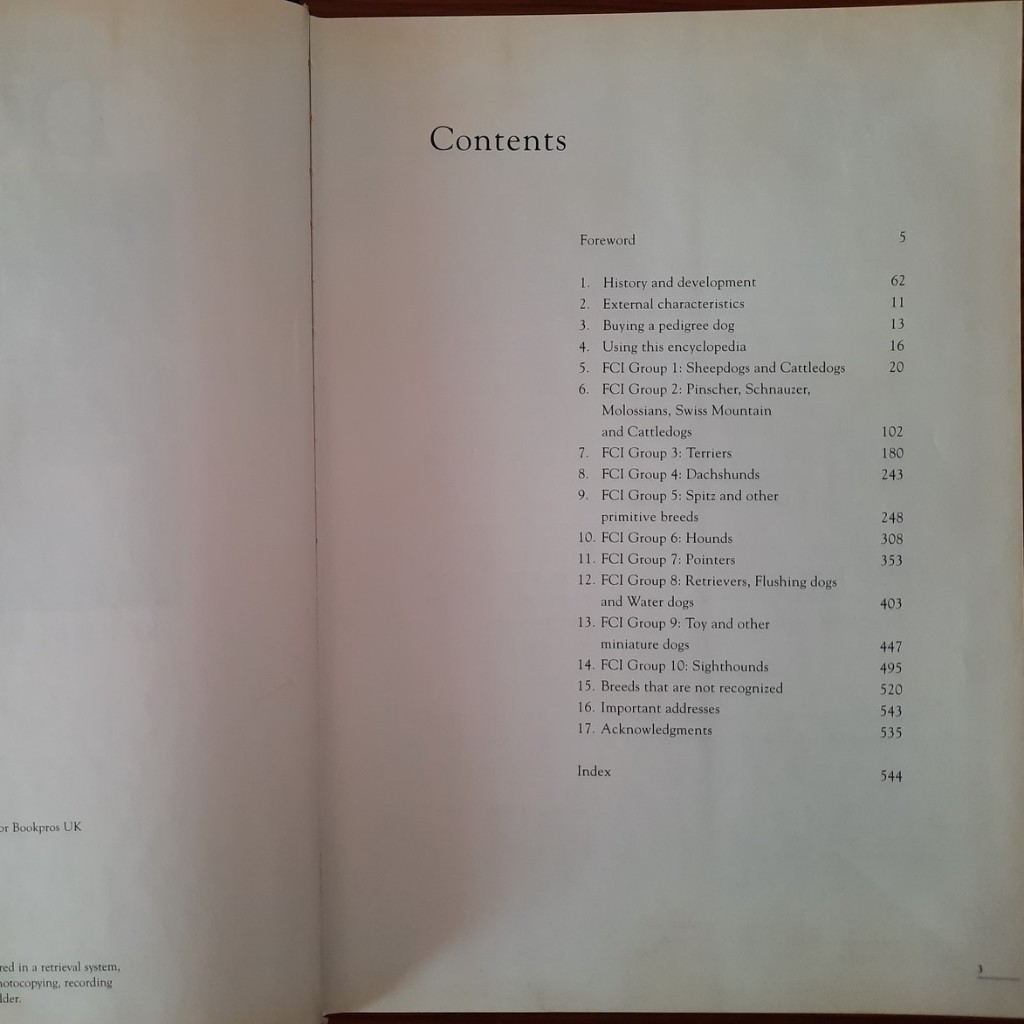 or Bookpros UK
red in a retrieval system,
hotocopying, recording
lder.
Contents
Foreword 5
1. History and development 62
2. External characteristics 11
3. Buying a pedigree dog 13
4. Using this encyclopedia 16
5. FCI Group 1: Sheepdogs and Cattledogs 20
6. FCI Group 2: Pinscher, Schnauzer,
Molossians, Swiss Mountain
and Cattledogs 102
7. FCI Group 3: Terriers 180
8. FCI Group 4: Dachshunds 243
9. FCI Group 5: Spitz and other
primitive breeds 248
10. FCI Group 6: Hounds 308
11. FCI Group 7: Pointers 353
12. FCI Group 8: Retrievers, Flushing dogs
and Water dogs 403
13. FCI Group 9: Toy and other
miniature dogs 447
14. FCI Group 10: Sighthounds 495
15. Breeds that are not recognized 520
16. Important addresses 543
17. Acknowledgments 535
Index 544
3